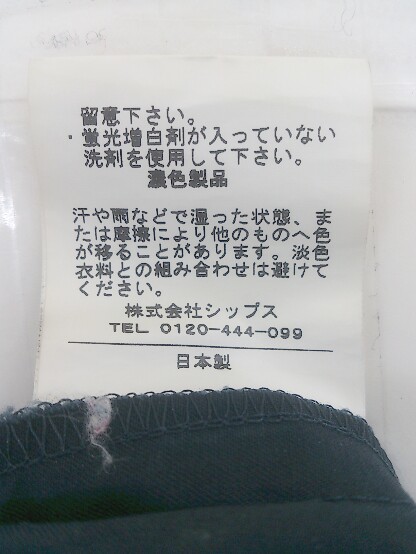 留意下さい。
・蛍光増白剤が入っていない
洗剤を使用して下さい。
濃色製品
汗や雨などで湿った状態、ま
たは摩擦により他のものへ色
が移ることがあります。淡色
衣料との組み合わせは避けて
ください。
株式会社シップス
TEL 0120-444-099
日本製